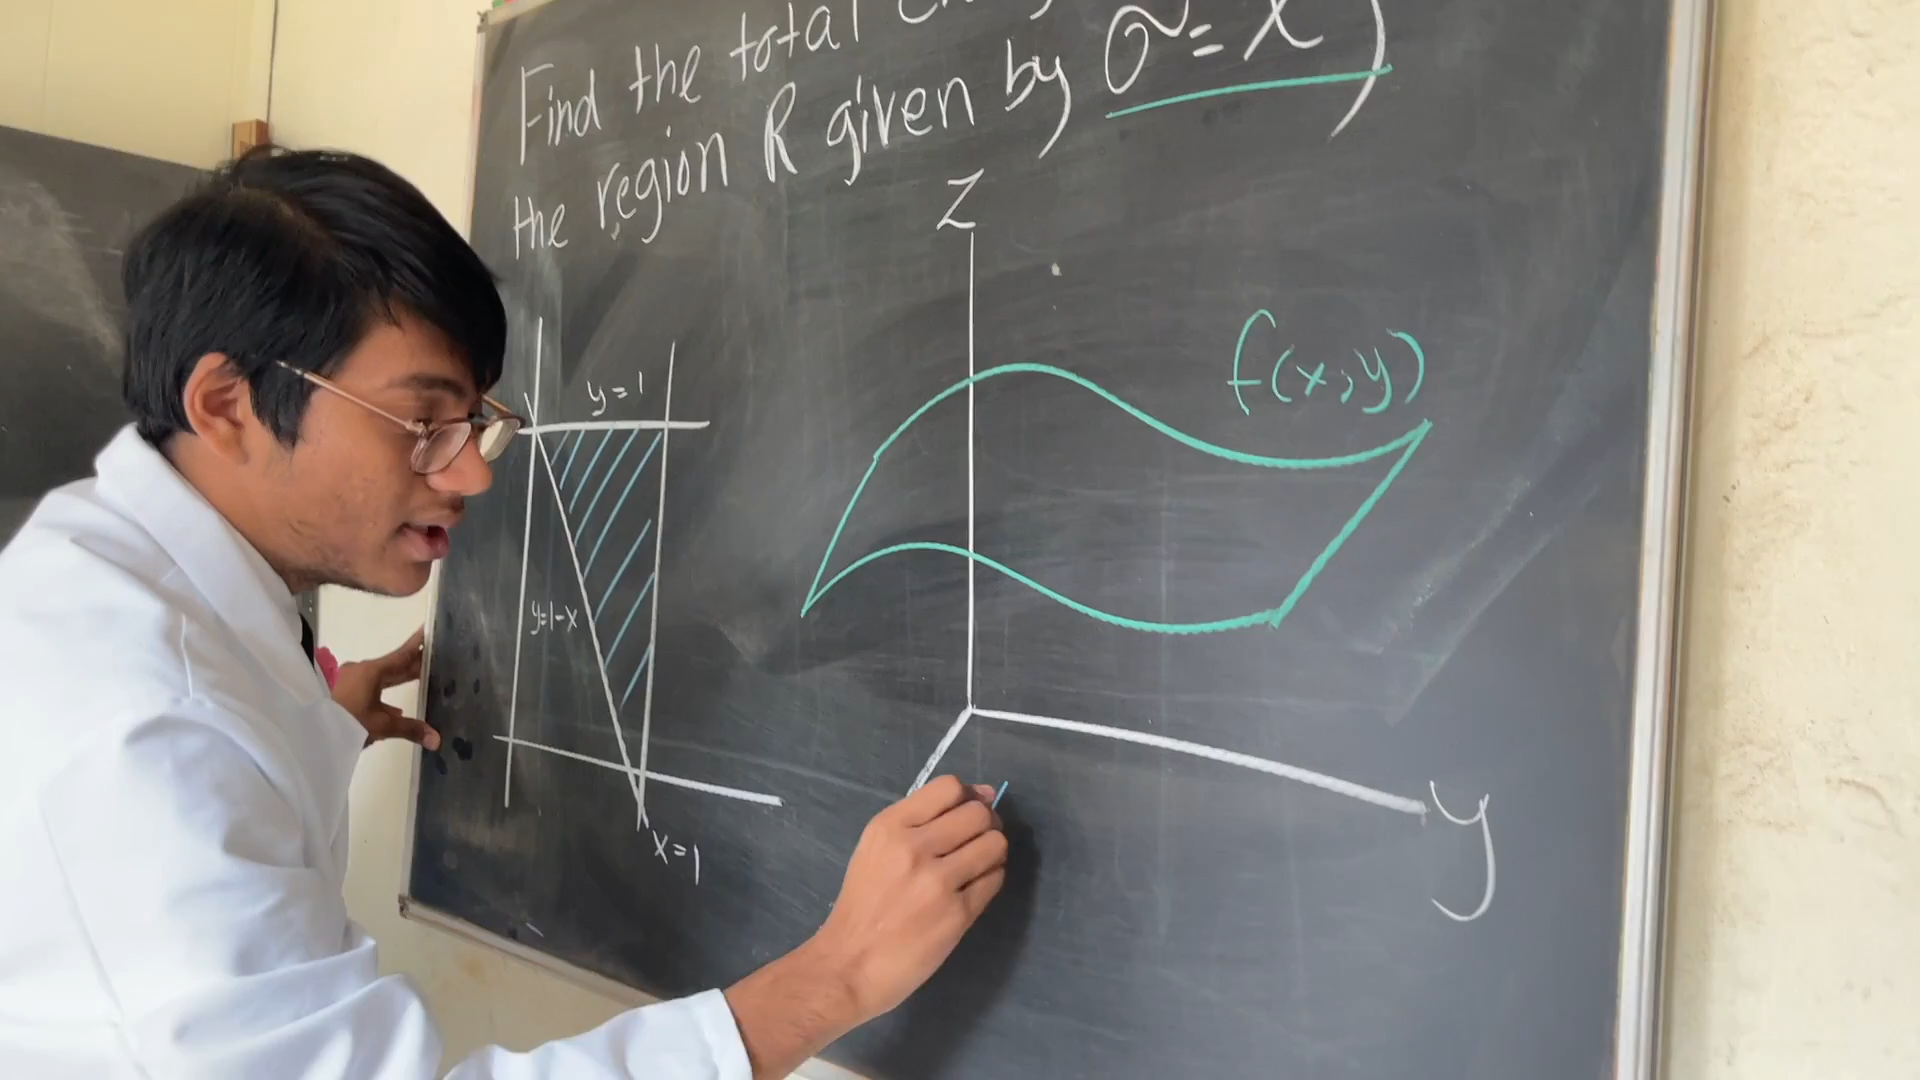 Find the total
the region R given by σ = x y
z
f(x,y)
y = 1
y=1-x
x=1
y